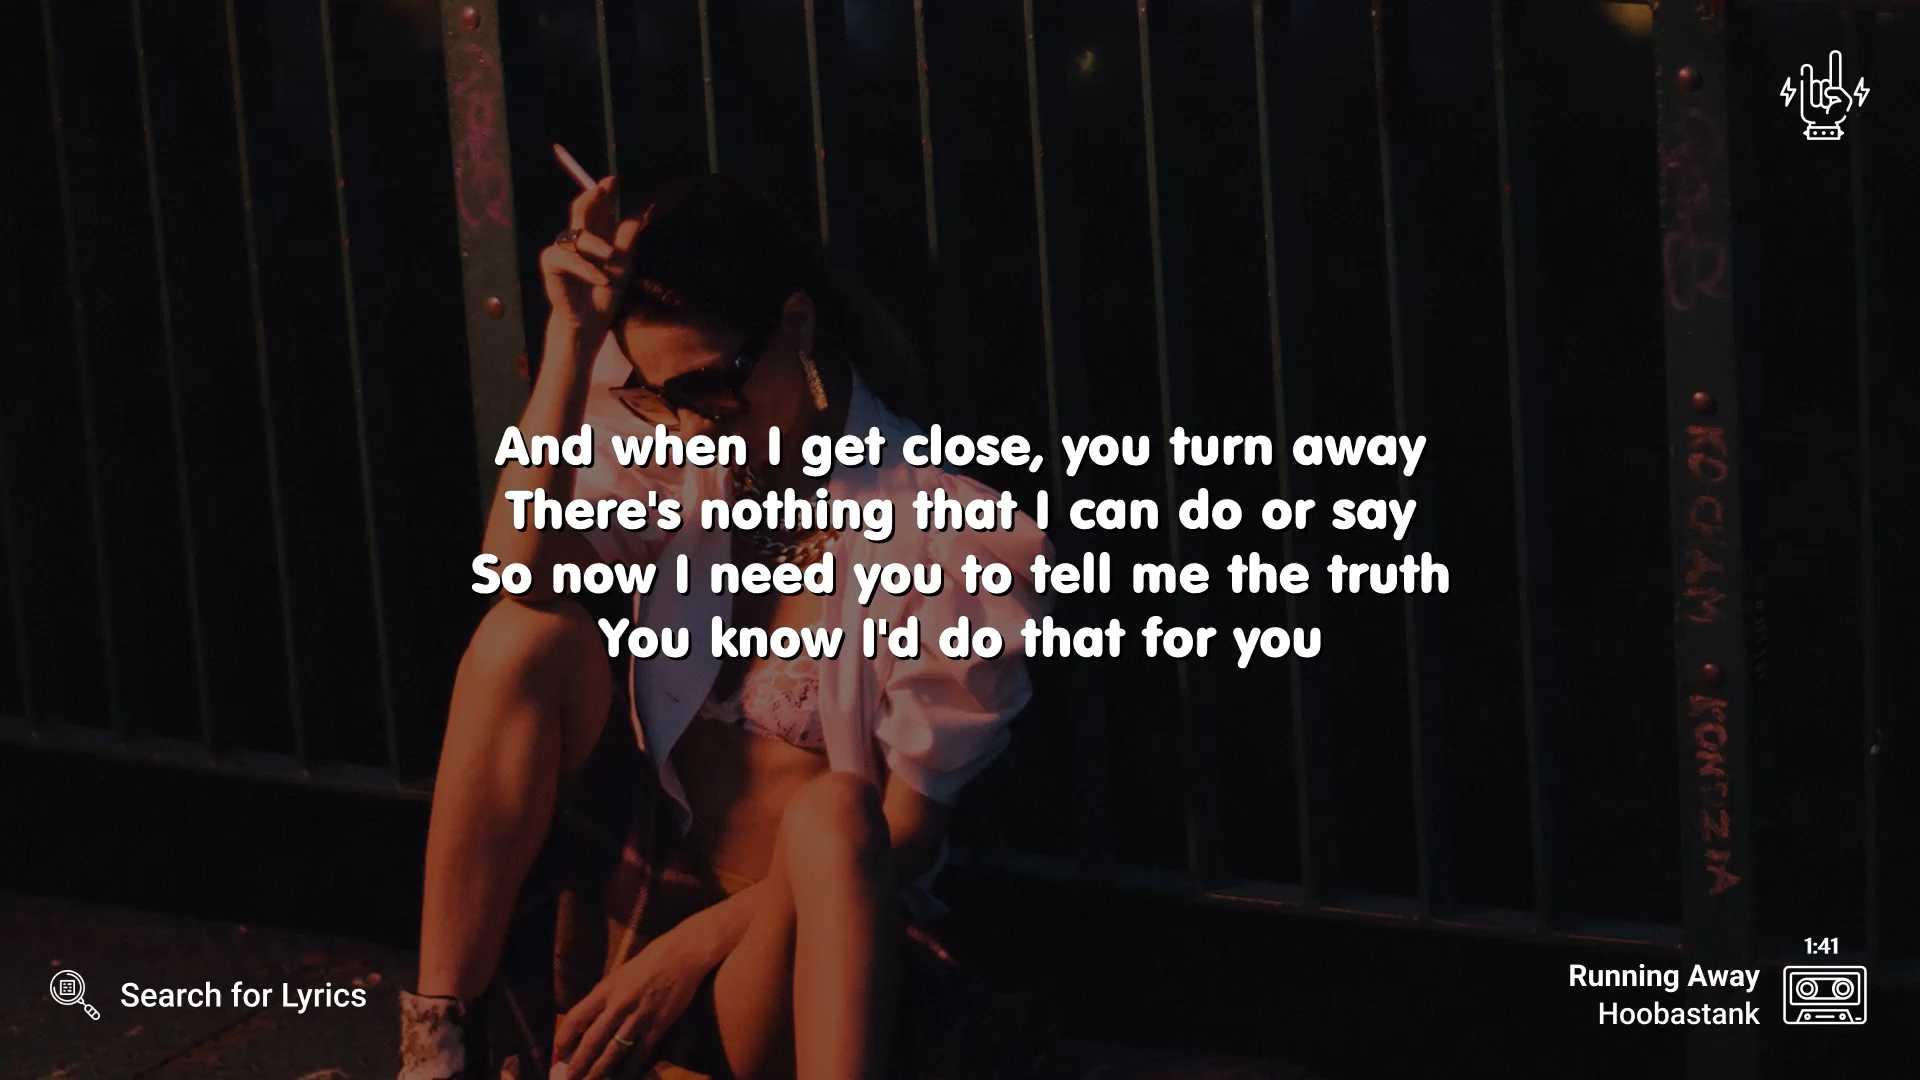 And when I get close, you turn away
There's nothing that I can do or say
So now I need you to tell me the truth
You know I'd do that for you
Search for Lyrics
1:41
Running Away
Hoobastank
KOCHAM